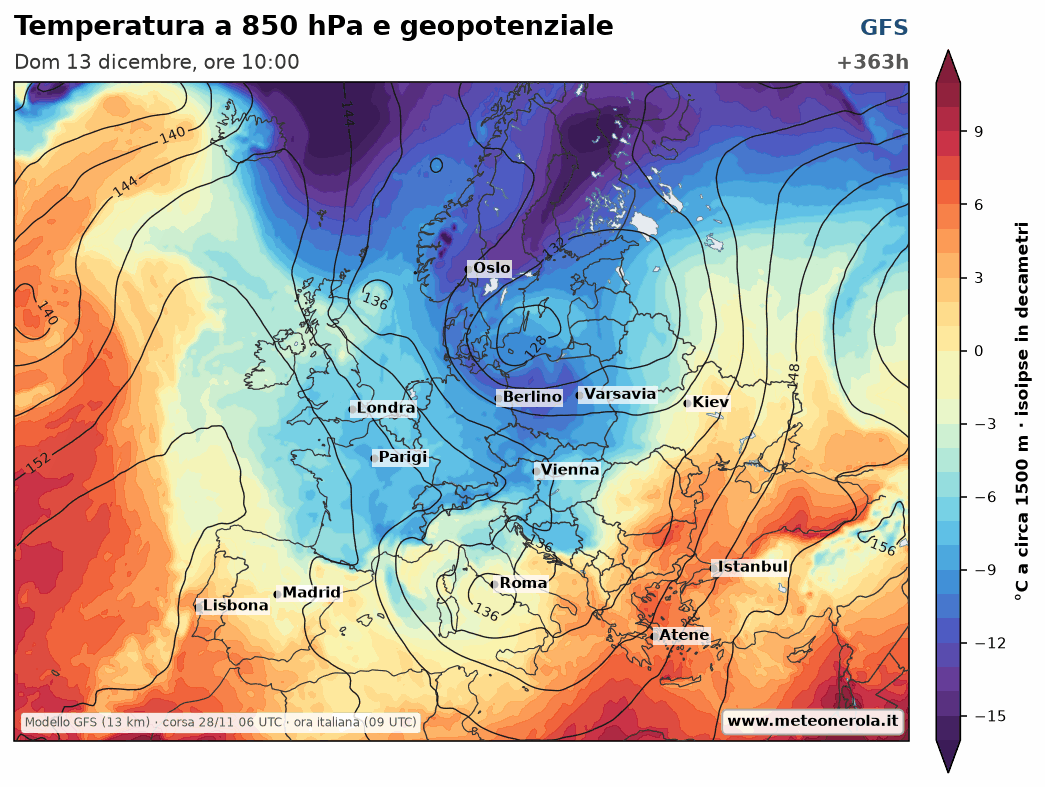 Temperatura a 850 hPa e geopotenziale
GFS
Dom 13 dicembre, ore 10:00
+363h
140
144
144
140
136
132
128
148
152
136
136
156
Oslo
Berlino
Varsavia
Kiev
Londra
Parigi
Vienna
Roma
Istanbul
Madrid
Lisbona
Atene
Modello GFS (13 km) · corsa 28/11 06 UTC · ora italiana (09 UTC)
www.meteonerola.it
9
6
3
0
−3
−6
−9
−12
−15
°C a circa 1500 m · isoipse in decametri